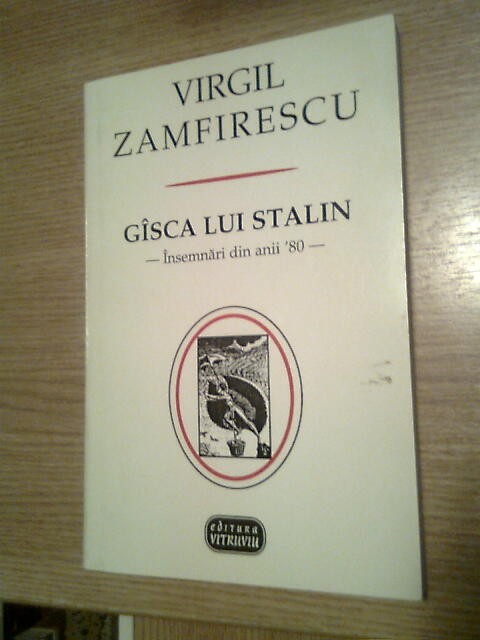 VIRGIL
ZAMFIRESCU
GÎSCA LUI STALIN
— Însemnări din anii '80 —
editura
VITRUVIU